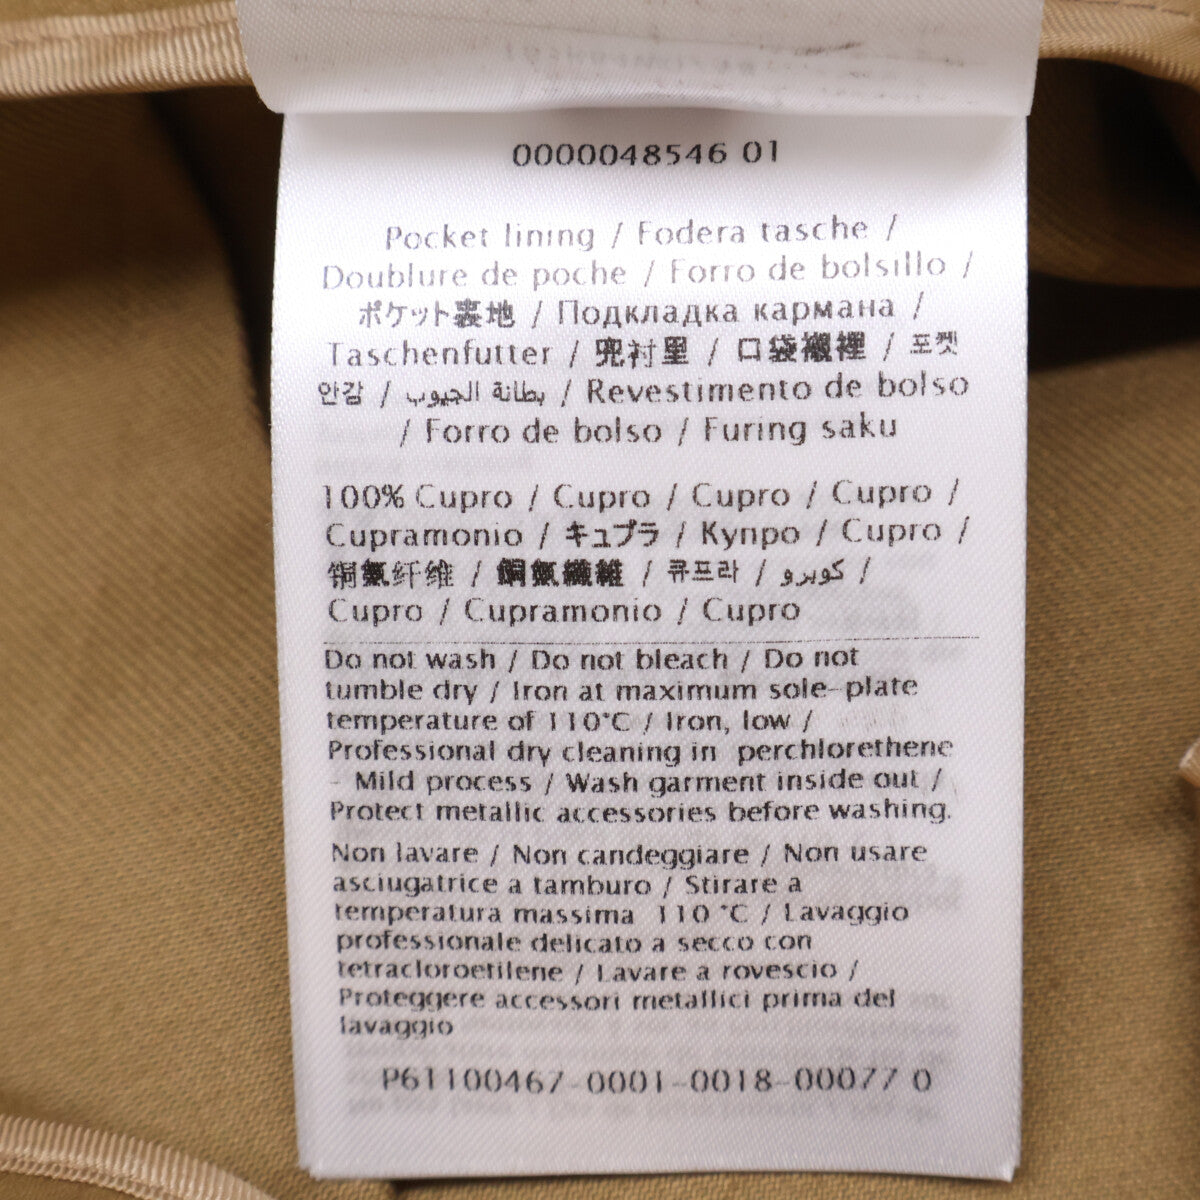 0000048546 01
Pocket lining / Fodera tasche /
Doublure de poche / Forro de bolsillo /
ポケット裏地 / Подкладка кармана /
Taschenfutter / 兜衬里 / 口袋襯裡 / 포켓
안감 / بطانة الجيوب / Revestimento de bolso
/ Forro de bolso / Furing saku
100% Cupro / Cupro / Cupro / Cupro /
Cupramonio / キュプラ / Купро / Cupro /
铜氨纤维 / 銅氨纖維 / 큐프라 / كوبرو /
Cupro / Cupramonio / Cupro
Do not wash / Do not bleach / Do not
tumble dry / Iron at maximum sole-plate
temperature of 110°C / Iron, low /
Professional dry cleaning in perchlorethene
- Mild process / Wash garment inside out /
Protect metallic accessories before washing.
Non lavare / Non candeggiare / Non usare
asciugatrice a tamburo / Stirare a
temperatura massima 110 °C / Lavaggio
professionale delicato a secco con
tetracloroetilene / Lavare a rovescio /
Proteggere accessori metallici prima del
lavaggio
P61100467-0001-0018-00077 0